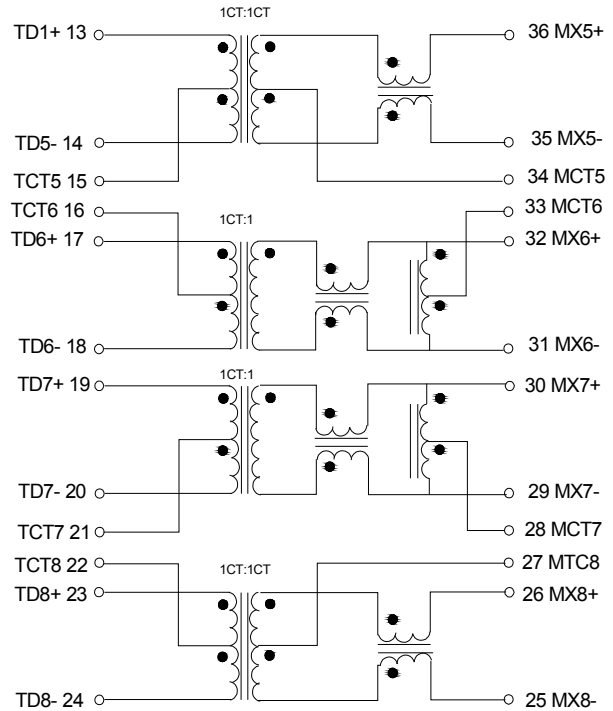 1CT:1CT
TD1+ 13 36 MX5+
TD5- 14 35 MX5-
TCT5 15 34 MCT5
TCT6 16 33 MCT6
1CT:1
TD6+ 17 32 MX6+
TD6- 18 31 MX6-
1CT:1
TD7+ 19 30 MX7+
TD7- 20 29 MX7-
TCT7 21 28 MCT7
TCT8 22 27 MTC8
1CT:1CT
TD8+ 23 26 MX8+
TD8- 24 25 MX8-